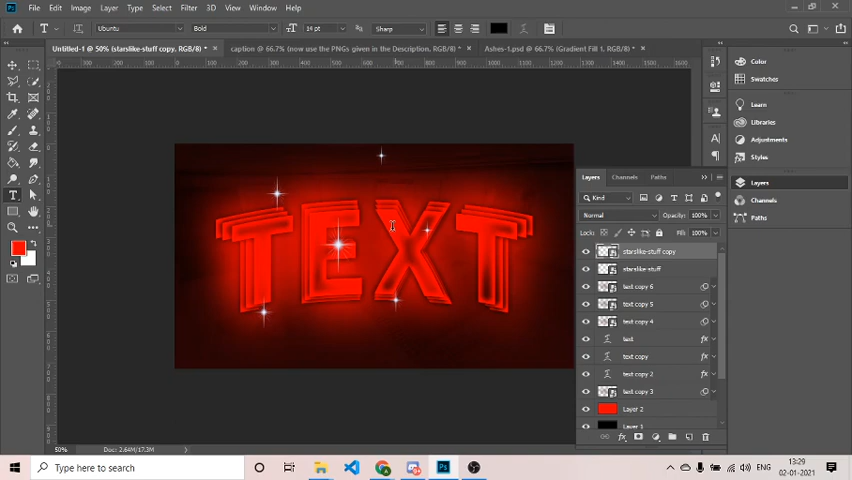 Ps File Edit Image Layer Type Select Filter 3D View Window Help
T Ubuntu Bold 14 pt Sharp
Untitled-1 @ 50% (starslike-stuff copy, RGB/8) * × caption @ 66.7% (now use the PNGs given in the Description, RGB/8) * × Ashes-1.psd @ 66.7% (Gradient Fill 1, RGB/8) * ×
Color
Swatches
Learn
Libraries
Adjustments
Styles
Layers
Channels
Paths
TEXT
Layers Channels Paths
Kind
Normal Opacity: 100%
Lock: Fill: 100%
starslike-stuff copy
starslike-stuff
text copy 6
text copy 5
text copy 4
text fx
text copy fx
text copy 2 fx
text copy 3
Layer 2
Layer 1
50% Doc: 2.64M/17.3M
Type here to search
ENG
13:29
02-01-2021